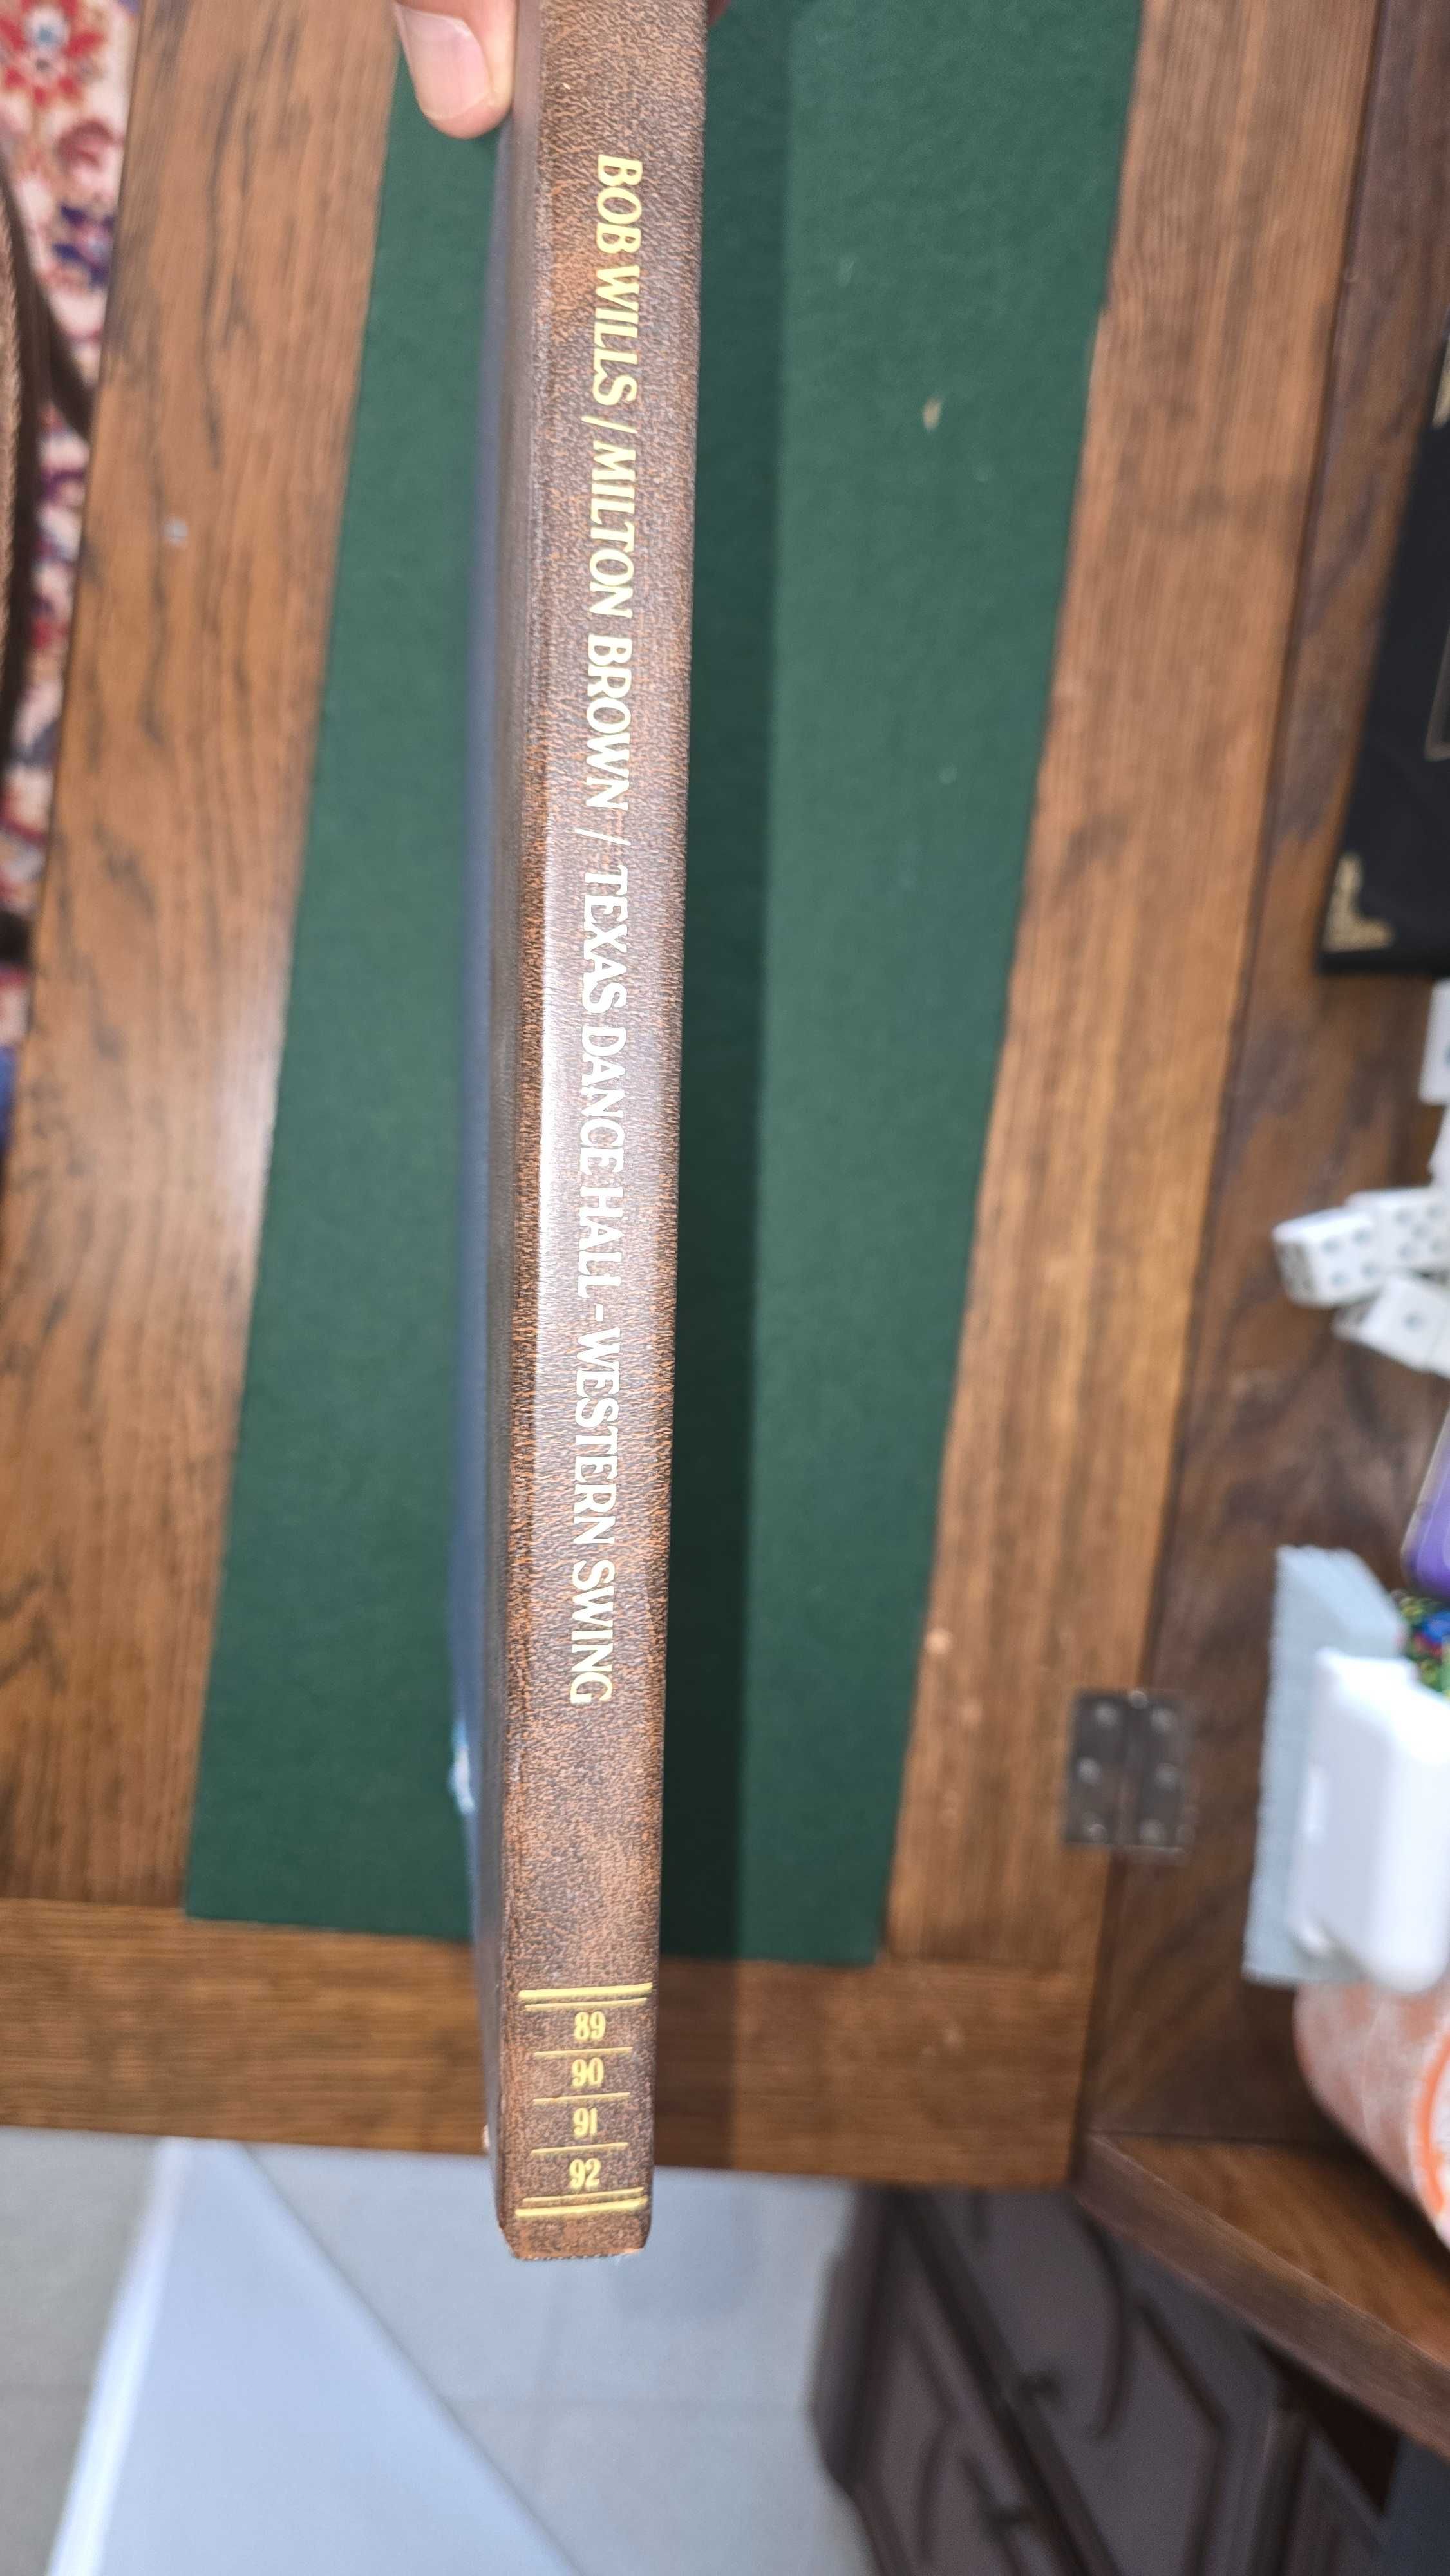 BOB WILLS / MILTON BROWN / TEXAS DANCE HALL - WESTERN SWING
89
90
91
92